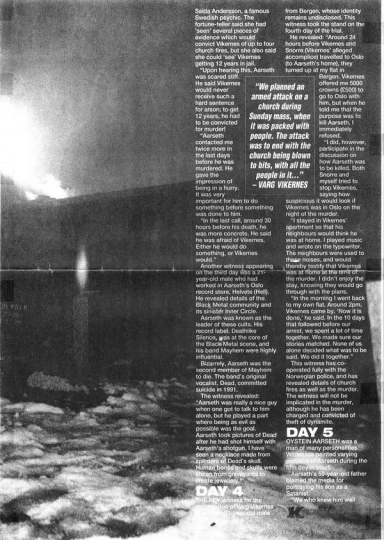 Saida Andersson, a famous
Swedish psychic. The
fortune-teller said she had
'seen' several pieces of
evidence which would
convict Vikernes of up to four
church fires, but she also said
she could 'see' Vikernes
getting 12 years in jail.
"Upon hearing this, Aarseth
was scared stiff.
He said Vikernes
would never
receive such a
hard sentence
for arson; to get
12 years, he had
to be convicted
for murder!
"Aarseth
contacted me
twice more in
the last days
before he was
murdered. He
gave the
impression of
being in a hurry.
It was very
important for him to do
something before something
was done to him.
"In the last call, around 30
hours before his death, he
was more concrete. He said
he was afraid of Vikernes.
Either he would do
something, or Vikernes
would."
Another witness appearing
on the third day was a 21-
year-old male who had
worked in Aarseth's Oslo
record store, Helvete (Hell).
He revealed details of the
Black Metal community and
its sinister Inner Circle.
Aarseth was known as the
leader of these cults. His
record label, Deathlike
Silence, was at the core of
the Black Metal scene, and
his band Mayhem were highly
influential.
Bizarrely, Aarseth was the
second member of Mayhem
to die. The band's original
vocalist, Dead, committed
suicide in 1991.
The witness revealed:
"Aarseth was really a nice guy
when one got to talk to him
alone, but he played a part
where being as evil as
possible was the goal.
Aarseth took pictures of Dead
after he had shot himself with
Aarseth's shotgun. I have
seen a necklace made from
splinters of Dead's skull.
Human bones and skulls were
stolen from graveyards to
create jewellery."
DAY 4
witness for the
of Varg Vikernes
male
"We planned an
armed attack on a
church during
Sunday mass, when
it was packed with
people. The attack
was to end with the
church being blown
to bits, with all the
people in it..."
– VARG VIKERNES
from Bergen, whose identity
remains undisclosed. This
witness took the stand on the
fourth day of the trial.
He revealed: "Around 24
hours before Vikernes and
Snorre (Vikernes' alleged
accomplice) travelled to Oslo
(to Aarseth's home), they
turned up at my flat in
Bergen. Vikernes
offered me 5000
crowns (£500) to
go to Oslo with
him, but when he
told me that the
purpose was to
kill Aarseth, I
immediately
refused.
"I did, however,
participate in the
discussion on
how Aarseth was
to be killed. Both
Snorre and
myself tried to
stop Vikernes,
saying how
suspicious it would look if
Vikernes was in Oslo on the
night of the murder.
"I stayed in Vikernes'
apartment so that his
neighbours would think he
was at home. I played music
and wrote on the typewriter.
The neighbours were used to
these noises, and would
thereby testify that Vikernes
was at home at the time of
the murder. I didn't enjoy the
stay, knowing they would go
through with the plans.
"In the morning I went back
to my own flat. Around 2pm,
Vikernes came by. 'Now it is
done,' he said. In the 10 days
that followed before our
arrest, we spent a lot of time
together. We made sure our
stories matched. None of us
alone decided what was to be
said. We did it together."
This witness has co-
operated fully with the
Norwegian police, and has
revealed details of church
fires as well as the murder.
The witness will not be
implicated in the murder,
although he has been
charged and convicted of
theft of dynamite.
DAY 5
OYSTEIN AARSETH was a
man of many personalities.
Witnesses painted varying
Aarseth during the
fifth day
Aarseth's 55-year-old father
blamed the media for
portraying his son as a
Satanist.
"We who knew him well